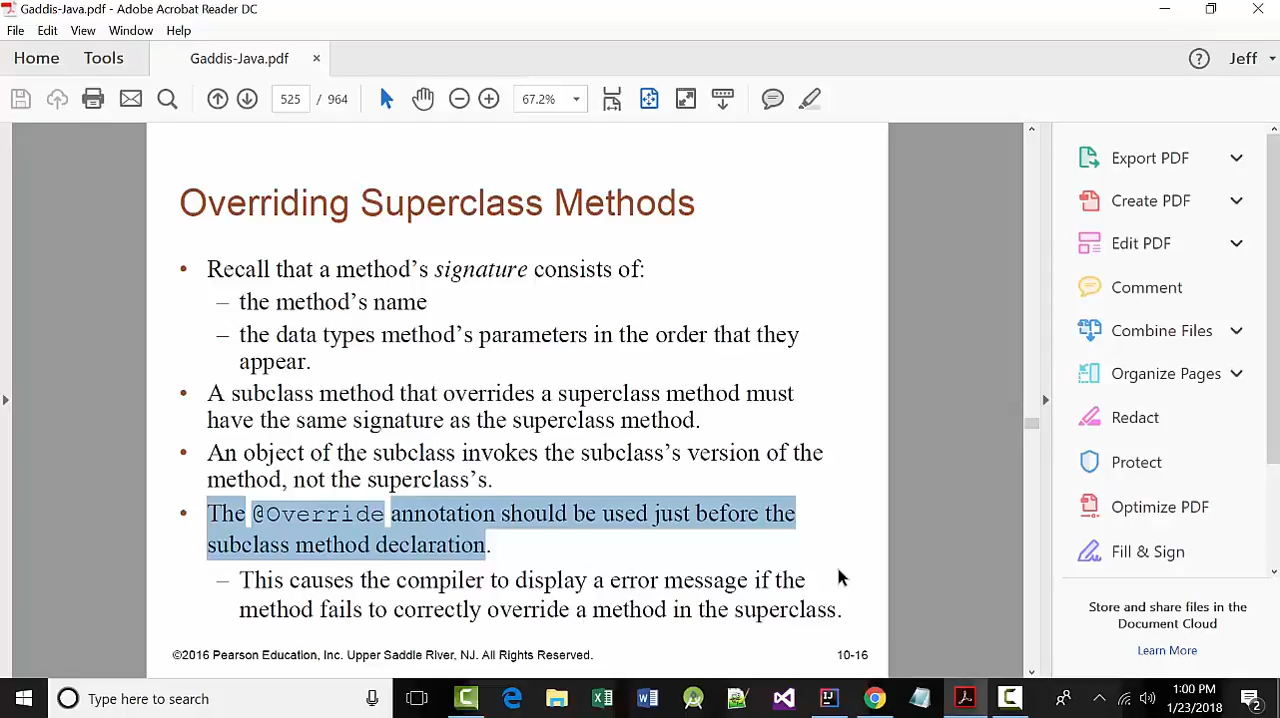 Gaddis-Java.pdf - Adobe Acrobat Reader DC
File Edit View Window Help
Home Tools Gaddis-Java.pdf × Jeff
525 / 964 67.2%
Overriding Superclass Methods
• Recall that a method’s signature consists of:
– the method’s name
– the data types method’s parameters in the order that they
appear.
• A subclass method that overrides a superclass method must
have the same signature as the superclass method.
• An object of the subclass invokes the subclass’s version of the
method, not the superclass’s.
• The @Override annotation should be used just before the
subclass method declaration.
– This causes the compiler to display a error message if the
method fails to correctly override a method in the superclass.
©2016 Pearson Education, Inc. Upper Saddle River, NJ. All Rights Reserved. 10-16
Export PDF
Create PDF
Edit PDF
Comment
Combine Files
Organize Pages
Redact
Protect
Optimize PDF
Fill & Sign
Store and share files in the
Document Cloud
Learn More
Type here to search
1:00 PM
1/23/2018
2